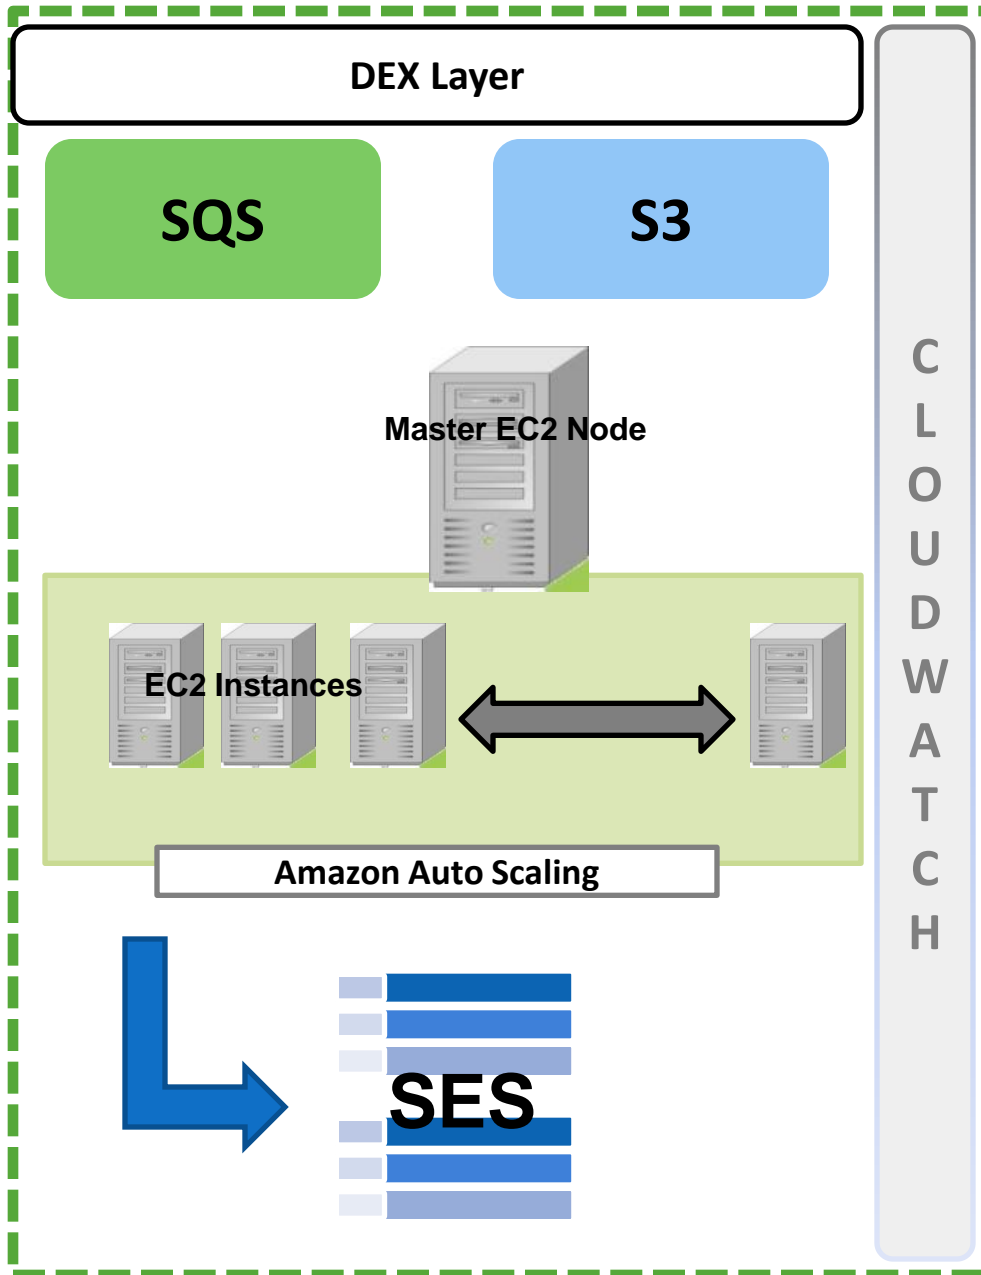 DEX Layer
SQS
S3
Master EC2 Node
EC2 Instances
Amazon Auto Scaling
SES
C
L
O
U
D
W
A
T
C
H